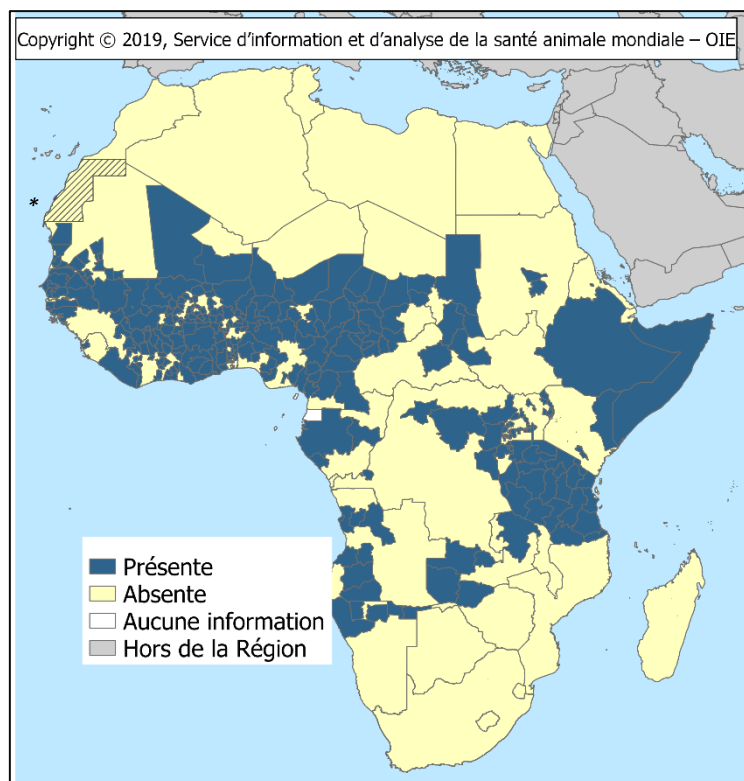 Copyright © 2019, Service d'information et d'analyse de la santé animale mondiale – OIE
*
Présente
Absente
Aucune information
Hors de la Région